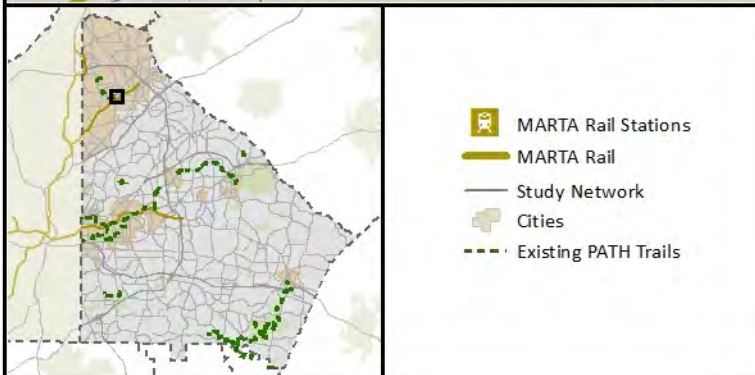 MARTA Rail Stations
MARTA Rail
Study Network
Cities
Existing PATH Trails